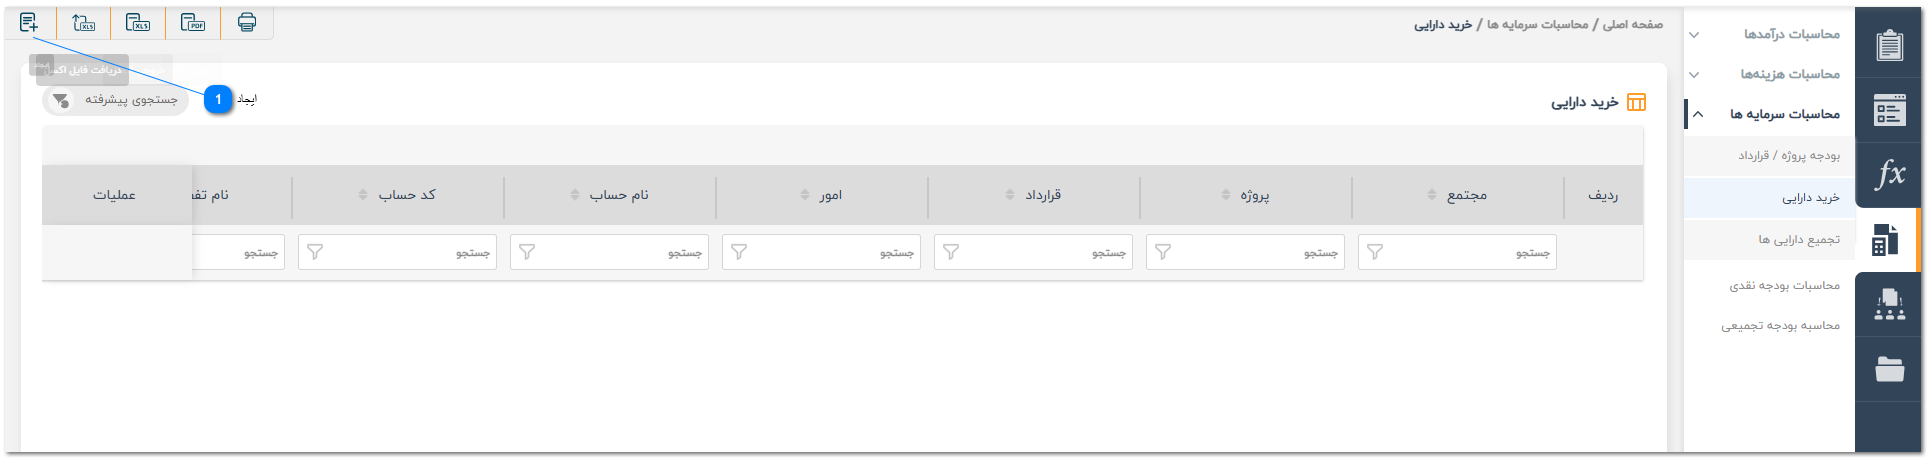 صفحه اصلی / محاسبات سرمایه ها / خرید دارایی
XLS
XLS
PDF
محاسبات درآمدها
محاسبات هزینه‌ها
محاسبات سرمایه ها
بودجه پروژه / قرارداد
خرید دارایی
تجمیع دارایی ها
محاسبات بودجه نقدی
محاسبه بودجه تجمیعی
fx
دریافت فایل اکسل
ایجاد
خرید دارایی
ایجاد
1
جستجوی پیشرفته
ردیف مجتمع پروژه قرارداد امور نام حساب کد حساب نام عملیات
جستجو جستجو جستجو جستجو جستجو جستجو جستجو